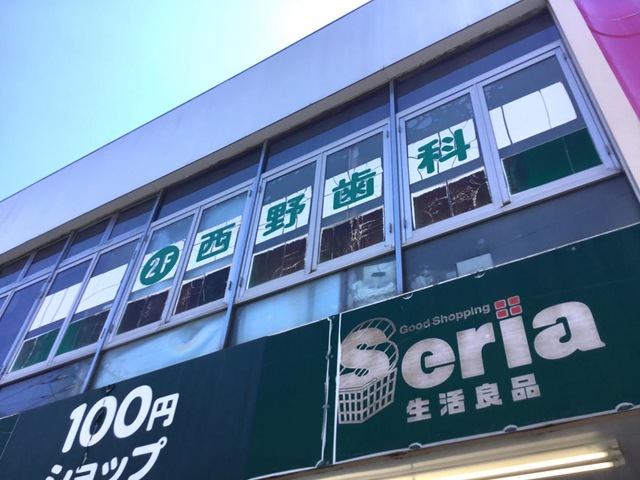 2F 西野歯科
100円
ショップ
Good Shopping
Seria
生活良品